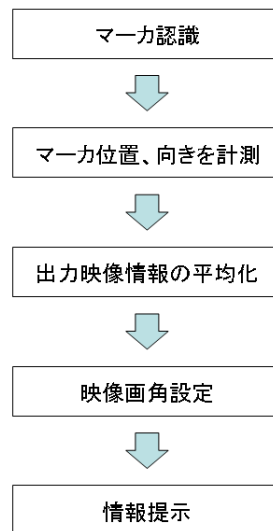 マーカ認識
マーカ位置、向きを計測
出力映像情報の平均化
映像画角設定
情報提示